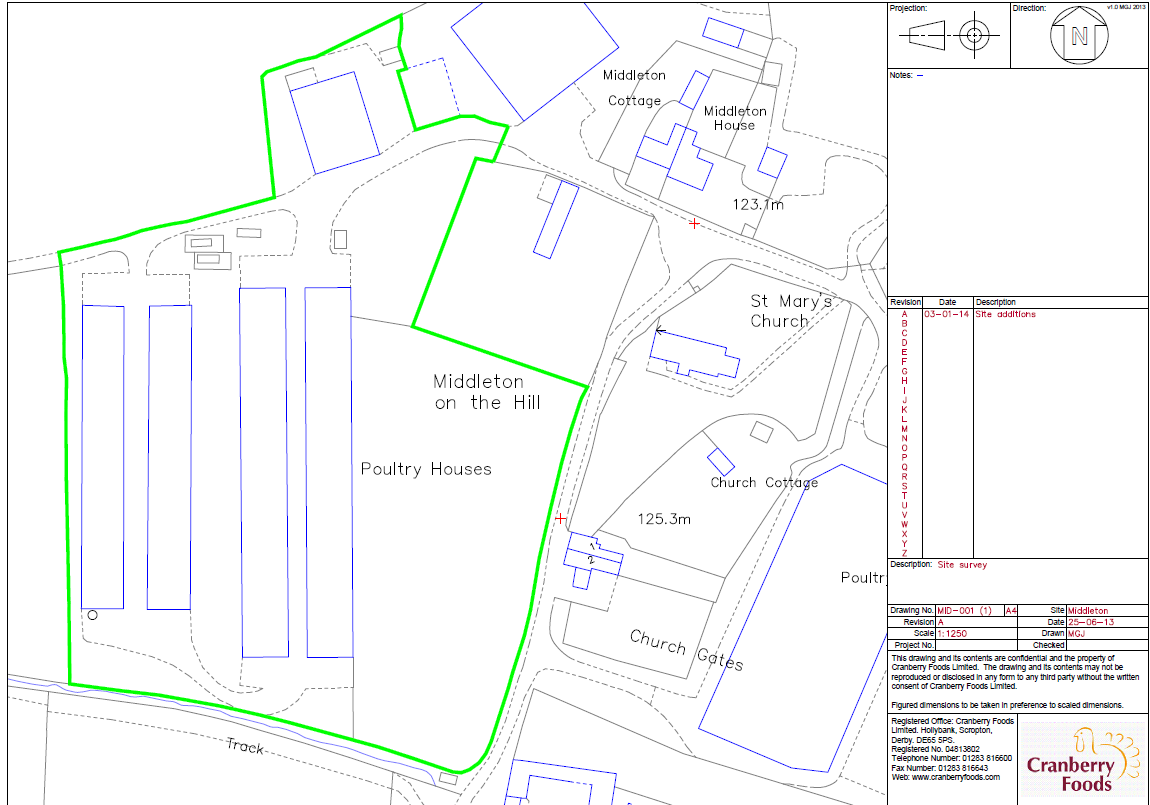 Middleton
Cottage
Middleton
House
123.1m
St Mary's
Church
Middleton
on the Hill
Poultry Houses
Church Cottage
125.3m
1
2
Poultr
Church Gates
Track
Projection:
Direction:
v1.0 MGJ 2013
N
Notes: –
Revision Date Description
A 03-01-14 Site additions
B
C
D
E
F
G
H
I
J
K
L
M
N
O
P
Q
R
S
T
U
V
W
X
Y
Z
Description: Site survey
Drawing No. MID-001 (1) A4 Site Middleton
Revision A Date 25-06-13
Scale 1:1250 Drawn MGJ
Project No. Checked
This drawing and its contents are confidential and the property of
Cranberry Foods Limited. The drawing and its contents may not be
reproduced or disclosed in any form to any third party without the written
consent of Cranberry Foods Limited.
Figured dimensions to be taken in preference to scaled dimensions.
Registered Office: Cranberry Foods
Limited. Hollybank, Scropton,
Derby. DE65 5PS.
Registered No. 04813802
Telephone Number: 01283 816600
Fax Number: 01283 816643
Web: www.cranberryfoods.com
Cranberry
Foods